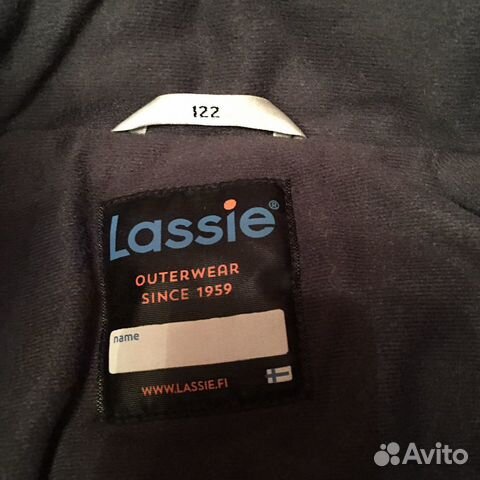 122
Lassie®
OUTERWEAR
SINCE 1959
name
WWW.LASSIE.FI
Avito